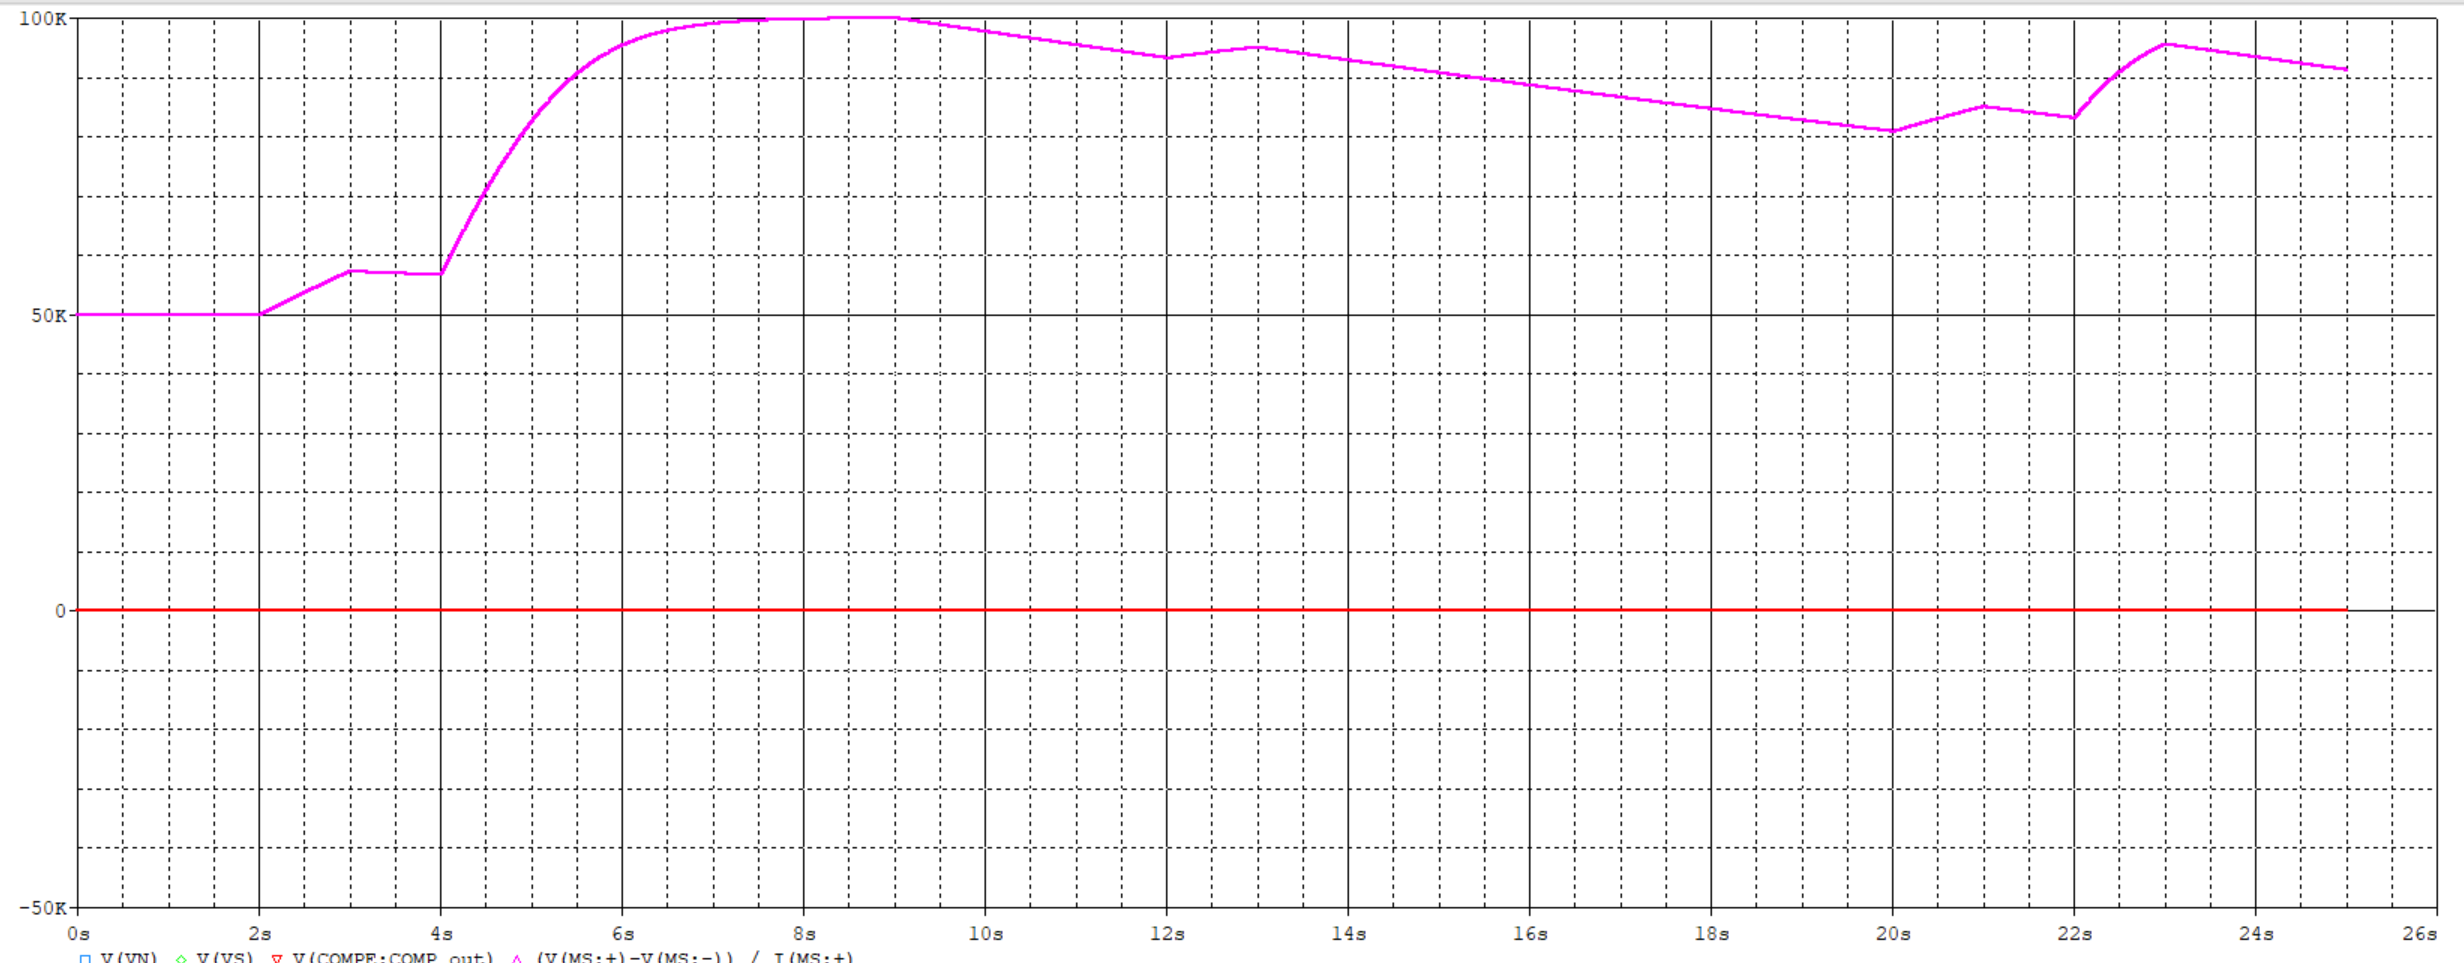 100K
50K
0
-50K
0s 2s 4s 6s 8s 10s 12s 14s 16s 18s 20s 22s 24s 26s
V(VN) V(VS) V(COMPE:COMP_out) (V(MS:+)-V(MS:-)) / I(MS:+)